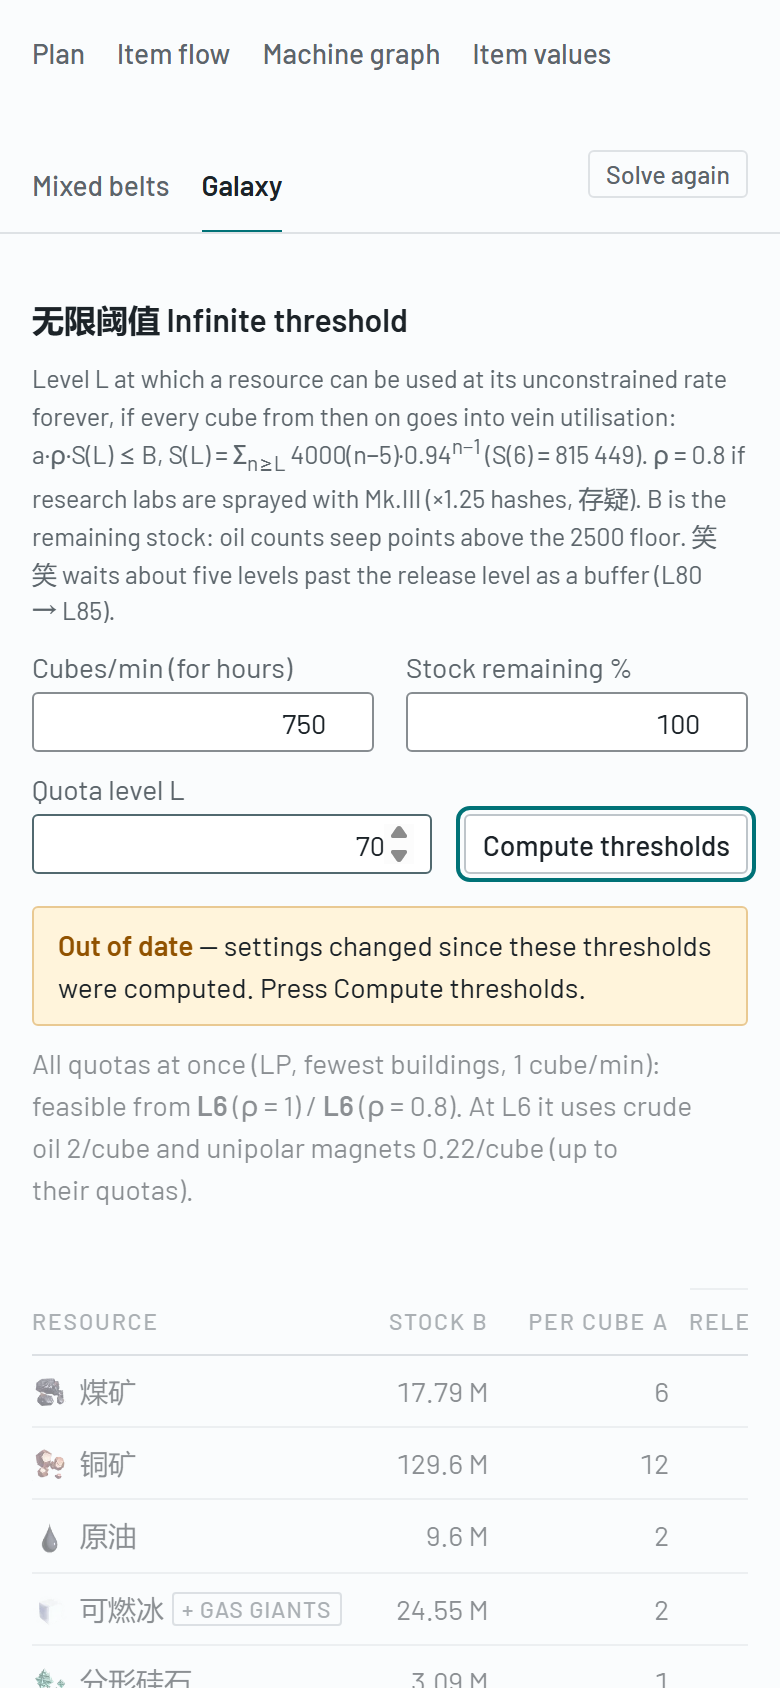 Plan Item flow Machine graph Item values
Mixed belts Galaxy Solve again
无限阈值 Infinite threshold
Level L at which a resource can be used at its unconstrained rate
forever, if every cube from then on goes into vein utilisation:
a·ρ·S(L) ≤ B, S(L) = Σn≥L 4000(n−5)·0.94n−1 (S(6) = 815 449). ρ = 0.8 if
research labs are sprayed with Mk.III (×1.25 hashes, 存疑). B is the
remaining stock: oil counts seep points above the 2500 floor. 笑
笑 waits about five levels past the release level as a buffer (L80
→ L85).
Cubes/min (for hours) Stock remaining %
750 100
Quota level L
70 Compute thresholds
Out of date — settings changed since these thresholds
were computed. Press Compute thresholds.
All quotas at once (LP, fewest buildings, 1 cube/min):
feasible from L6 (ρ = 1) / L6 (ρ = 0.8). At L6 it uses crude
oil 2/cube and unipolar magnets 0.22/cube (up to
their quotas).
RESOURCE STOCK B PER CUBE A RELE
煤矿 17.79 M 6
铜矿 129.6 M 12
原油 9.6 M 2
可燃冰 + GAS GIANTS 24.55 M 2
分形硅石 3.09 M 1